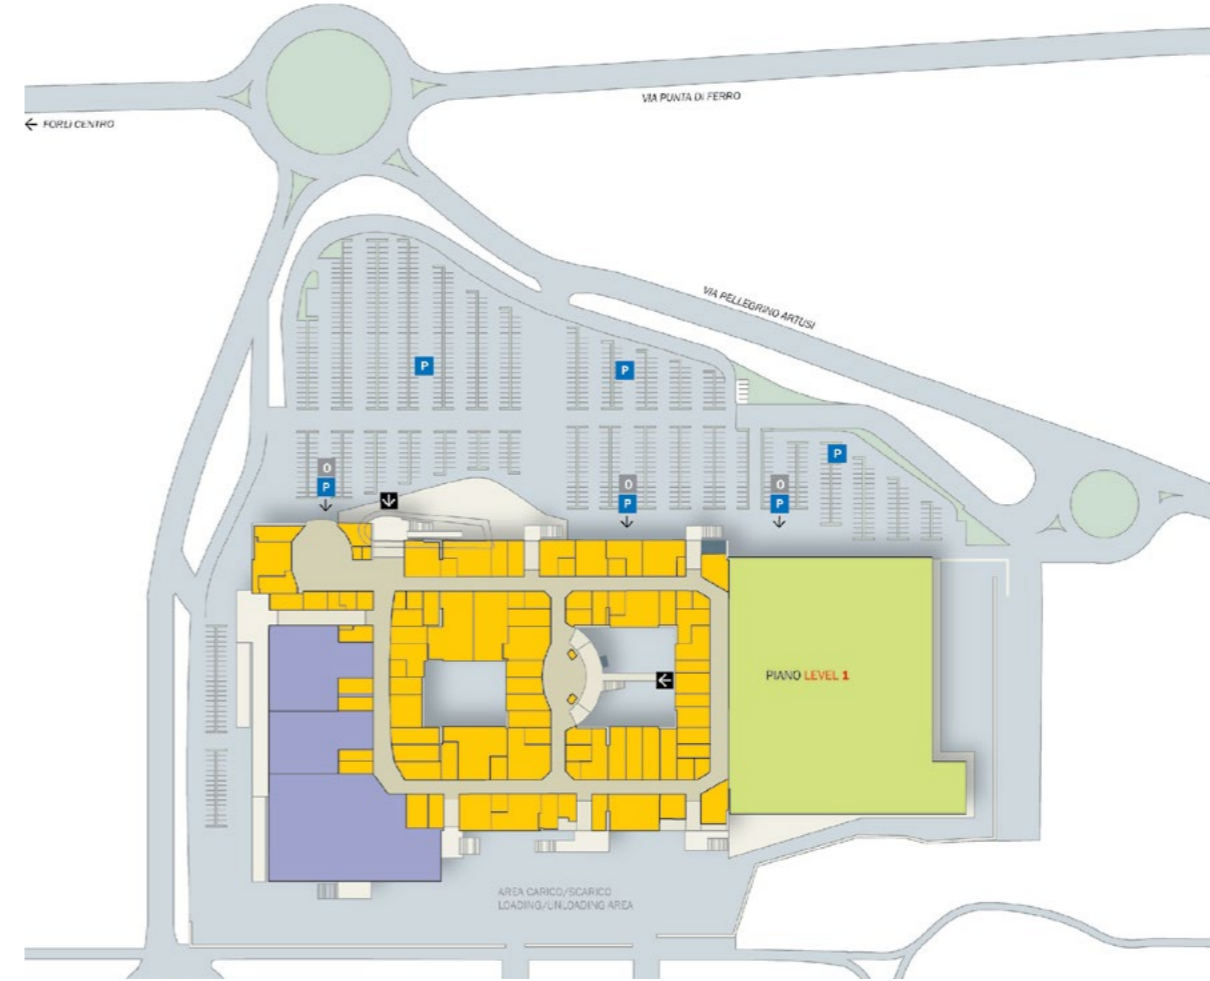 VIA PUNTA DI FERRO
← FORLÌ CENTRO
VIA PELLEGRINO ARTUSI
P
P
P
0
P
0
P
0
P
PIANO LEVEL 1
AREA CARICO/SCARICO
LOADING/UNLOADING AREA